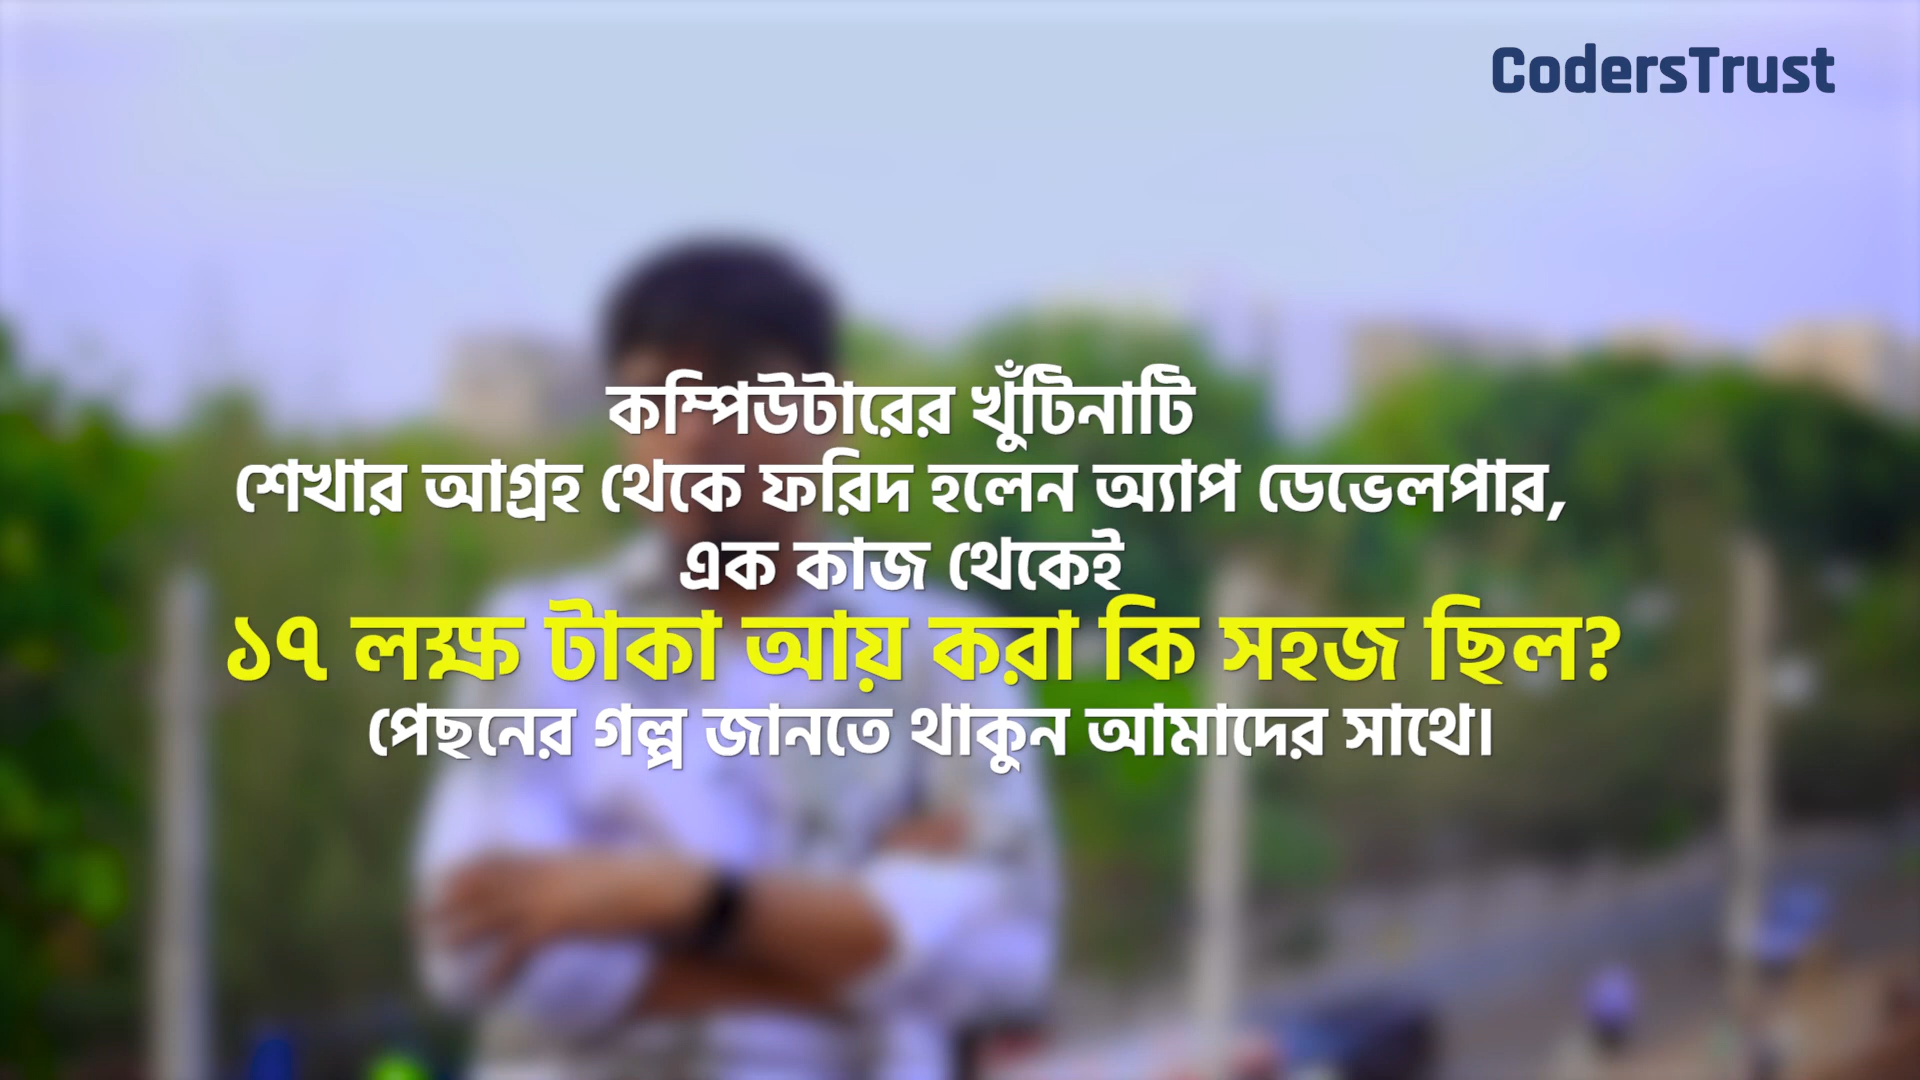 CodersTrust
কম্পিউটারের খুঁটিনাটি
শেখার আগ্রহ থেকে ফরিদ হলেন অ্যাপ ডেভেলপার,
এক কাজ থেকেই
১৭ লক্ষ টাকা আয় করা কি সহজ ছিল?
পেছনের গল্প জানতে থাকুন আমাদের সাথে।